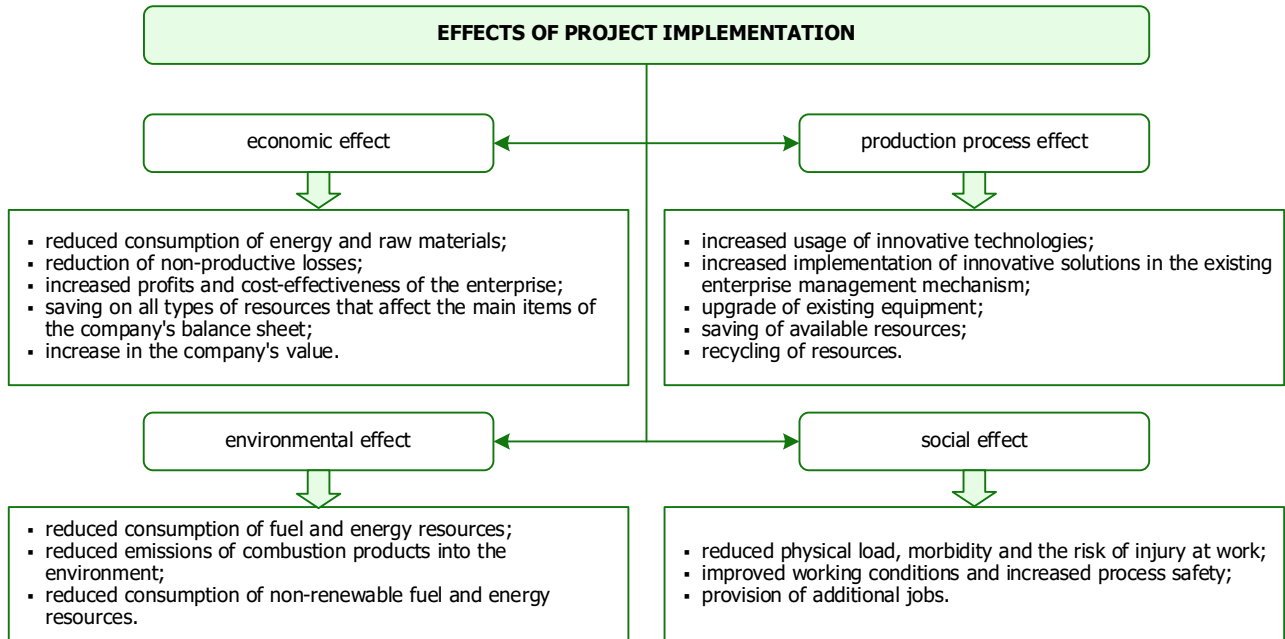 EFFECTS OF PROJECT IMPLEMENTATION
economic effect
production process effect
▪ reduced consumption of energy and raw materials;
▪ reduction of non-productive losses;
▪ increased profits and cost-effectiveness of the enterprise;
▪ saving on all types of resources that affect the main items of
the company's balance sheet;
▪ increase in the company's value.
▪ increased usage of innovative technologies;
▪ increased implementation of innovative solutions in the existing
enterprise management mechanism;
▪ upgrade of existing equipment;
▪ saving of available resources;
▪ recycling of resources.
environmental effect
social effect
▪ reduced consumption of fuel and energy resources;
▪ reduced emissions of combustion products into the
environment;
▪ reduced consumption of non-renewable fuel and energy
resources.
▪ reduced physical load, morbidity and the risk of injury at work;
▪ improved working conditions and increased process safety;
▪ provision of additional jobs.